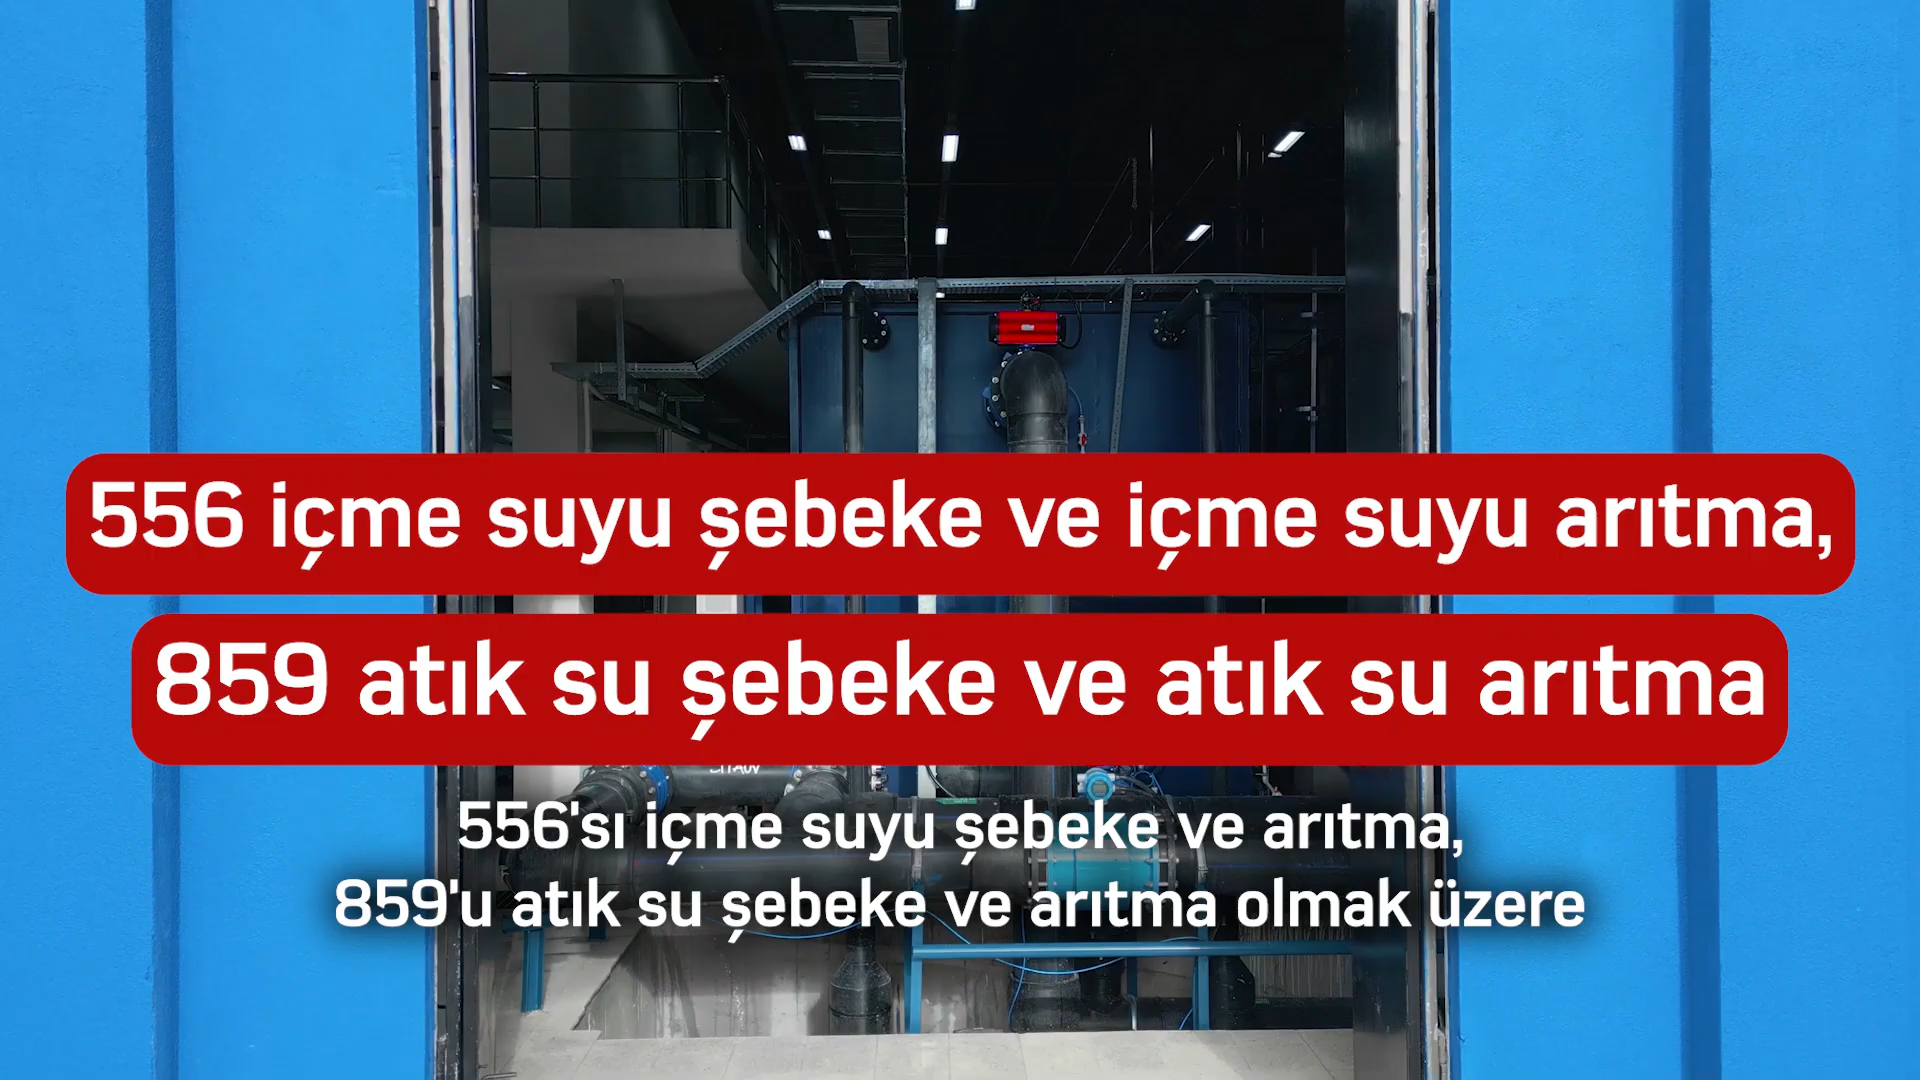 556 içme suyu şebeke ve içme suyu arıtma,
859 atık su şebeke ve atık su arıtma
556'sı içme suyu şebeke ve arıtma,
859'u atık su şebeke ve arıtma olmak üzere